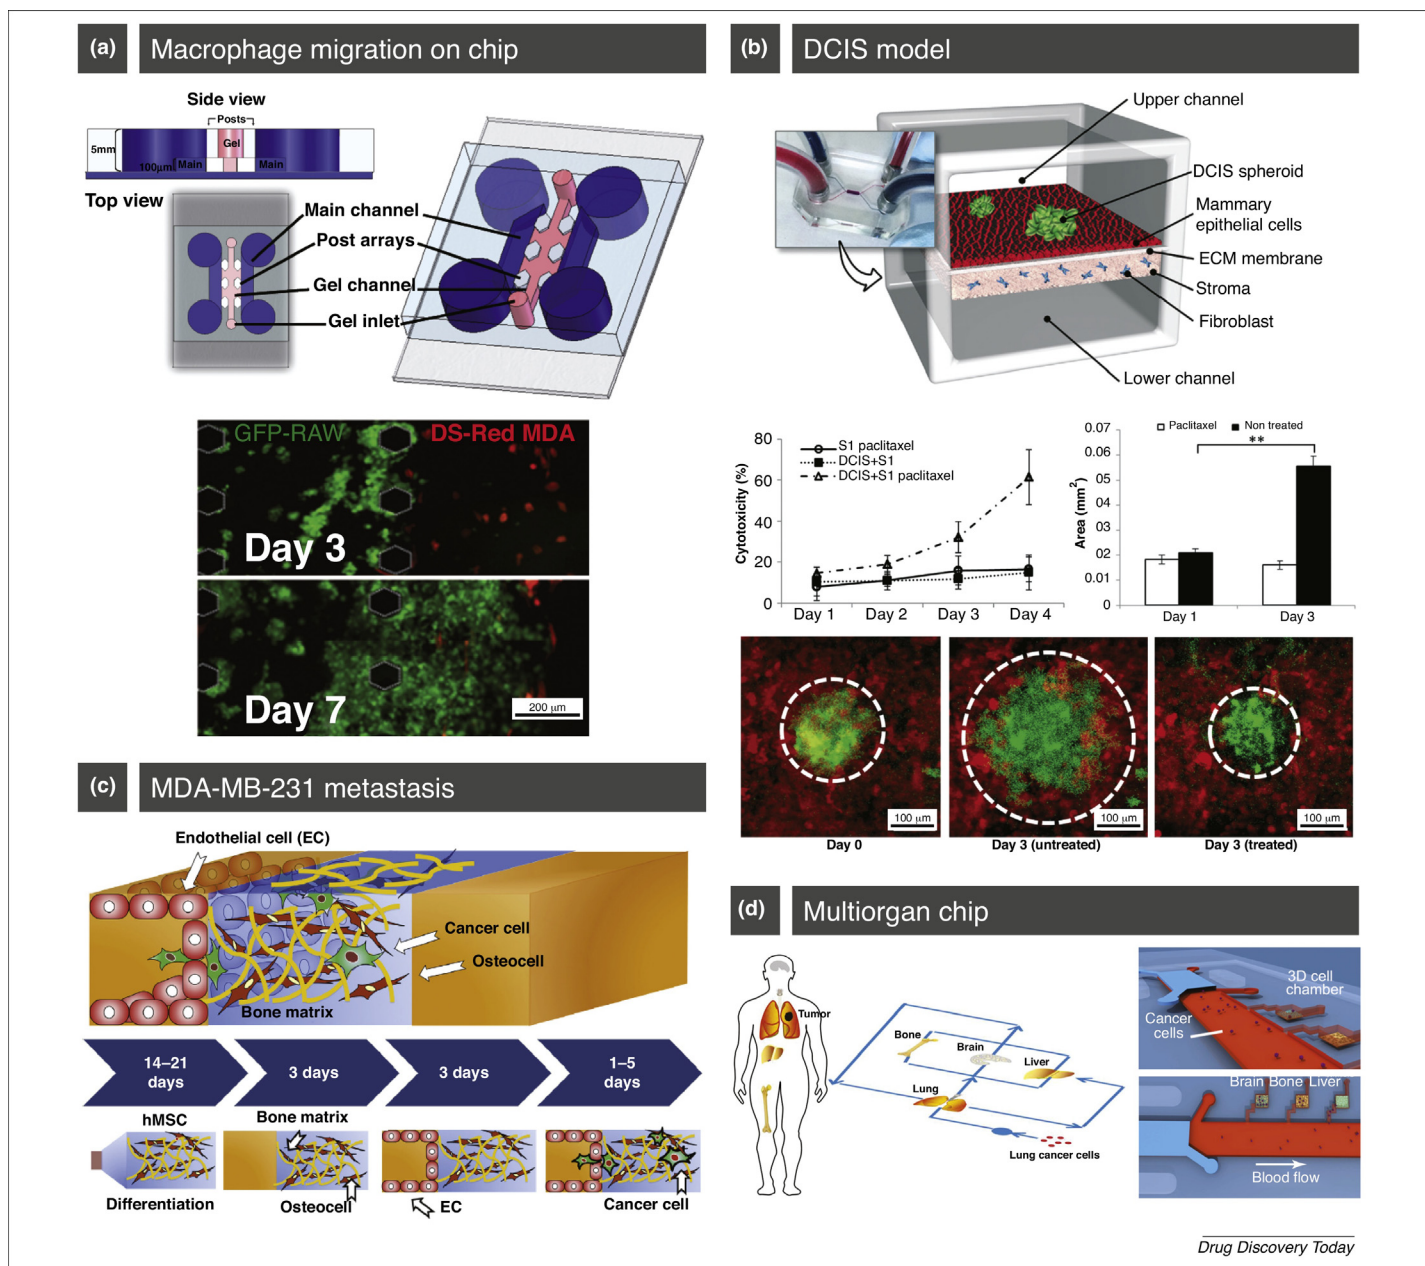 (a) Macrophage migration on chip
Side view
Posts
Gel
5mm
100μm
Main
Main
Top view
Main channel
Post arrays
Gel channel
Gel inlet
GFP-RAW
DS-Red MDA
Day 3
Day 7
200 μm
(b) DCIS model
Upper channel
DCIS spheroid
Mammary
epithelial cells
ECM membrane
Stroma
Fibroblast
Lower channel
Cytotoxicity (%)
80
60
40
20
0
S1 paclitaxel
DCIS+S1
DCIS+S1 paclitaxel
Day 1
Day 2
Day 3
Day 4
Area (mm2)
0.07
0.06
0.05
03
02
0.01
0
Paclitaxel
Non treated
**
Day 1
Day 3
100 μm
100 μm
100 μm
Day 0
Day 3 (untreated)
Day 3 (treated)
(c) MDA-MB-231 metastasis
Endothelial cell (EC)
Cancer cell
Osteocell
Bone matrix
14–21
days
3 days
3 days
1–5
days
hMSC
Bone matrix
Differentiation
Osteocell
EC
Cancer cell
(d) Multiorgan chip
Tumor
Bone
Brain
Liver
Lung
Lung cancer cells
3D cell
chamber
Cancer
cells
Brain Bone Liver
Blood flow
Drug Discovery Today